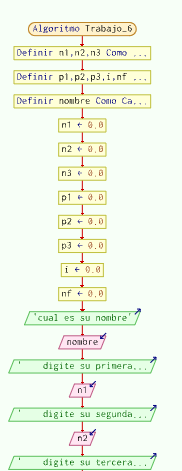 Algoritmo Trabajo_6
Definir n1,n2,n3 Como ...
Definir p1,p2,p3,i,nf ...
Definir nombre Como Ca...
n1 ← 0.0
n2 ← 0.0
n3 ← 0.0
p1 ← 0.0
p2 ← 0.0
p3 ← 0.0
i ← 0.0
nf ← 0.0
'cual es su nombre'
nombre
' digite su primera...
n1
' digite su segunda...
n2
' digite su tercera...